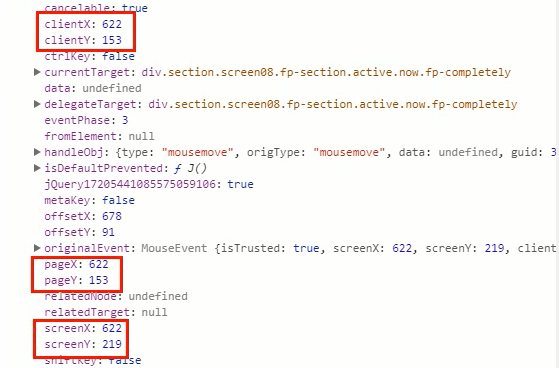 cancelable: true
clientX: 622
clientY: 153
ctrlKey: false
▶ currentTarget: div.section.screen08.fp-section.active.now.fp-completely
data: undefined
▶ delegateTarget: div.section.screen08.fp-section.active.now.fp-completely
eventPhase: 3
fromElement: null
▶ handleObj: {type: "mousemove", origType: "mousemove", data: undefined, guid: 3
▶ isDefaultPrevented: ƒ J()
jQuery17205441085575059106: true
metaKey: false
offsetX: 678
offsetY: 91
▶ originalEvent: MouseEvent {isTrusted: true, screenX: 622, screenY: 219, client
pageX: 622
pageY: 153
relatedNode: undefined
relatedTarget: null
screenX: 622
screenY: 219
shiftKey: false